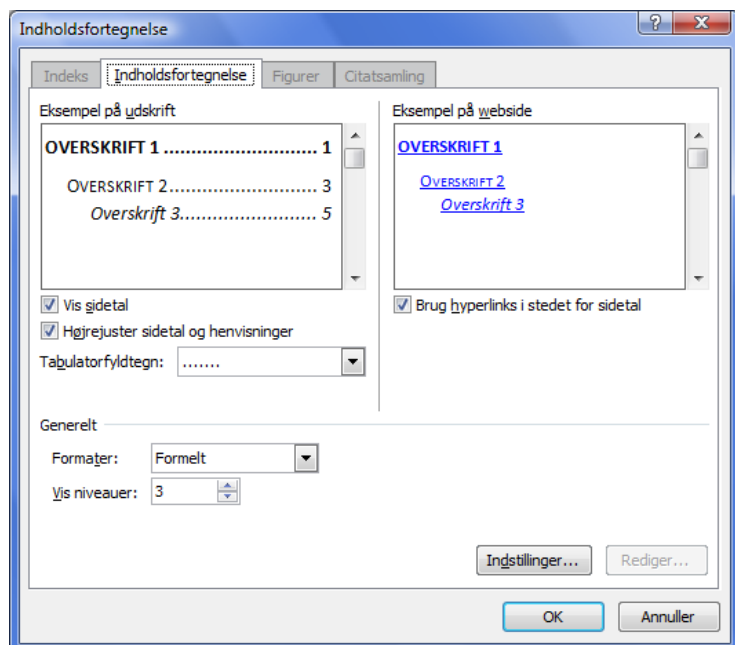 Indholdsfortegnelse
Indeks Indholdsfortegnelse Figurer Citatsamling
Eksempel på udskrift
OVERSKRIFT 1 ............................ 1
OVERSKRIFT 2........................... 3
Overskrift 3......................... 5
Vis sidetal
Højrejuster sidetal og henvisninger
Tabulatorfyldtegn: .......
Eksempel på webside
OVERSKRIFT 1
OVERSKRIFT 2
Overskrift 3
Brug hyperlinks i stedet for sidetal
Generelt
Formater: Formelt
Vis niveauer: 3
Indstillinger... Rediger...
OK Annuller